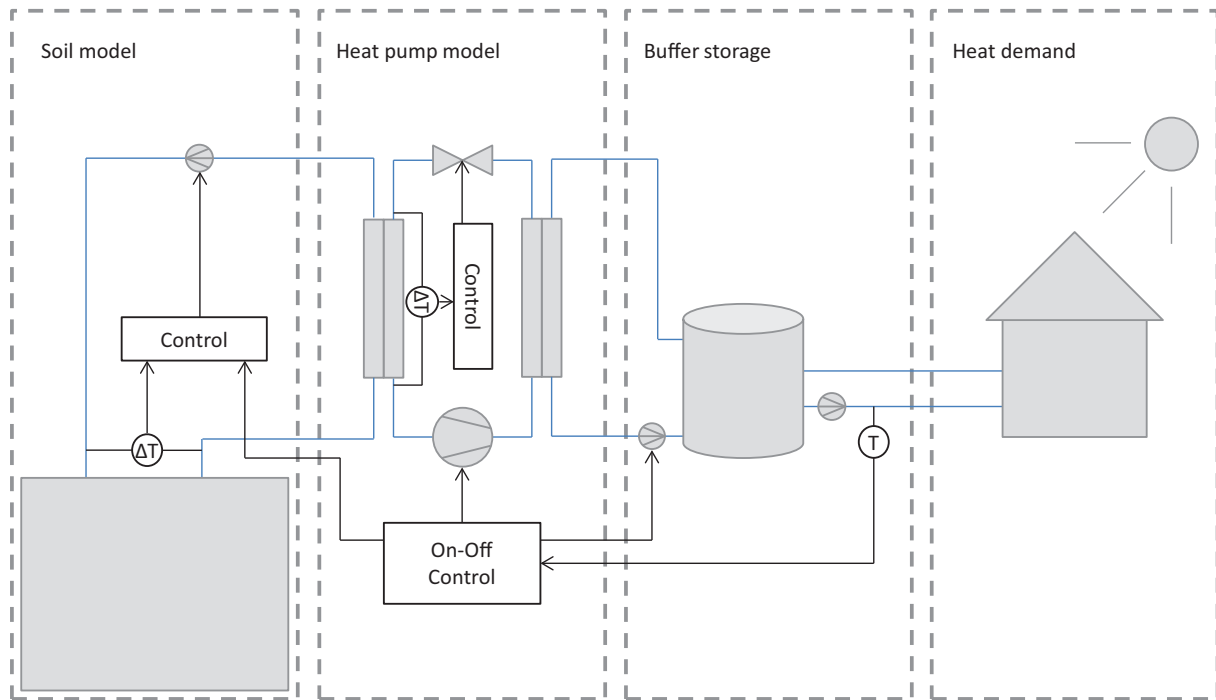 Soil model
Heat pump model
Buffer storage
Heat demand
Control
ΔT
Control
ΔT
On-Off
Control
T